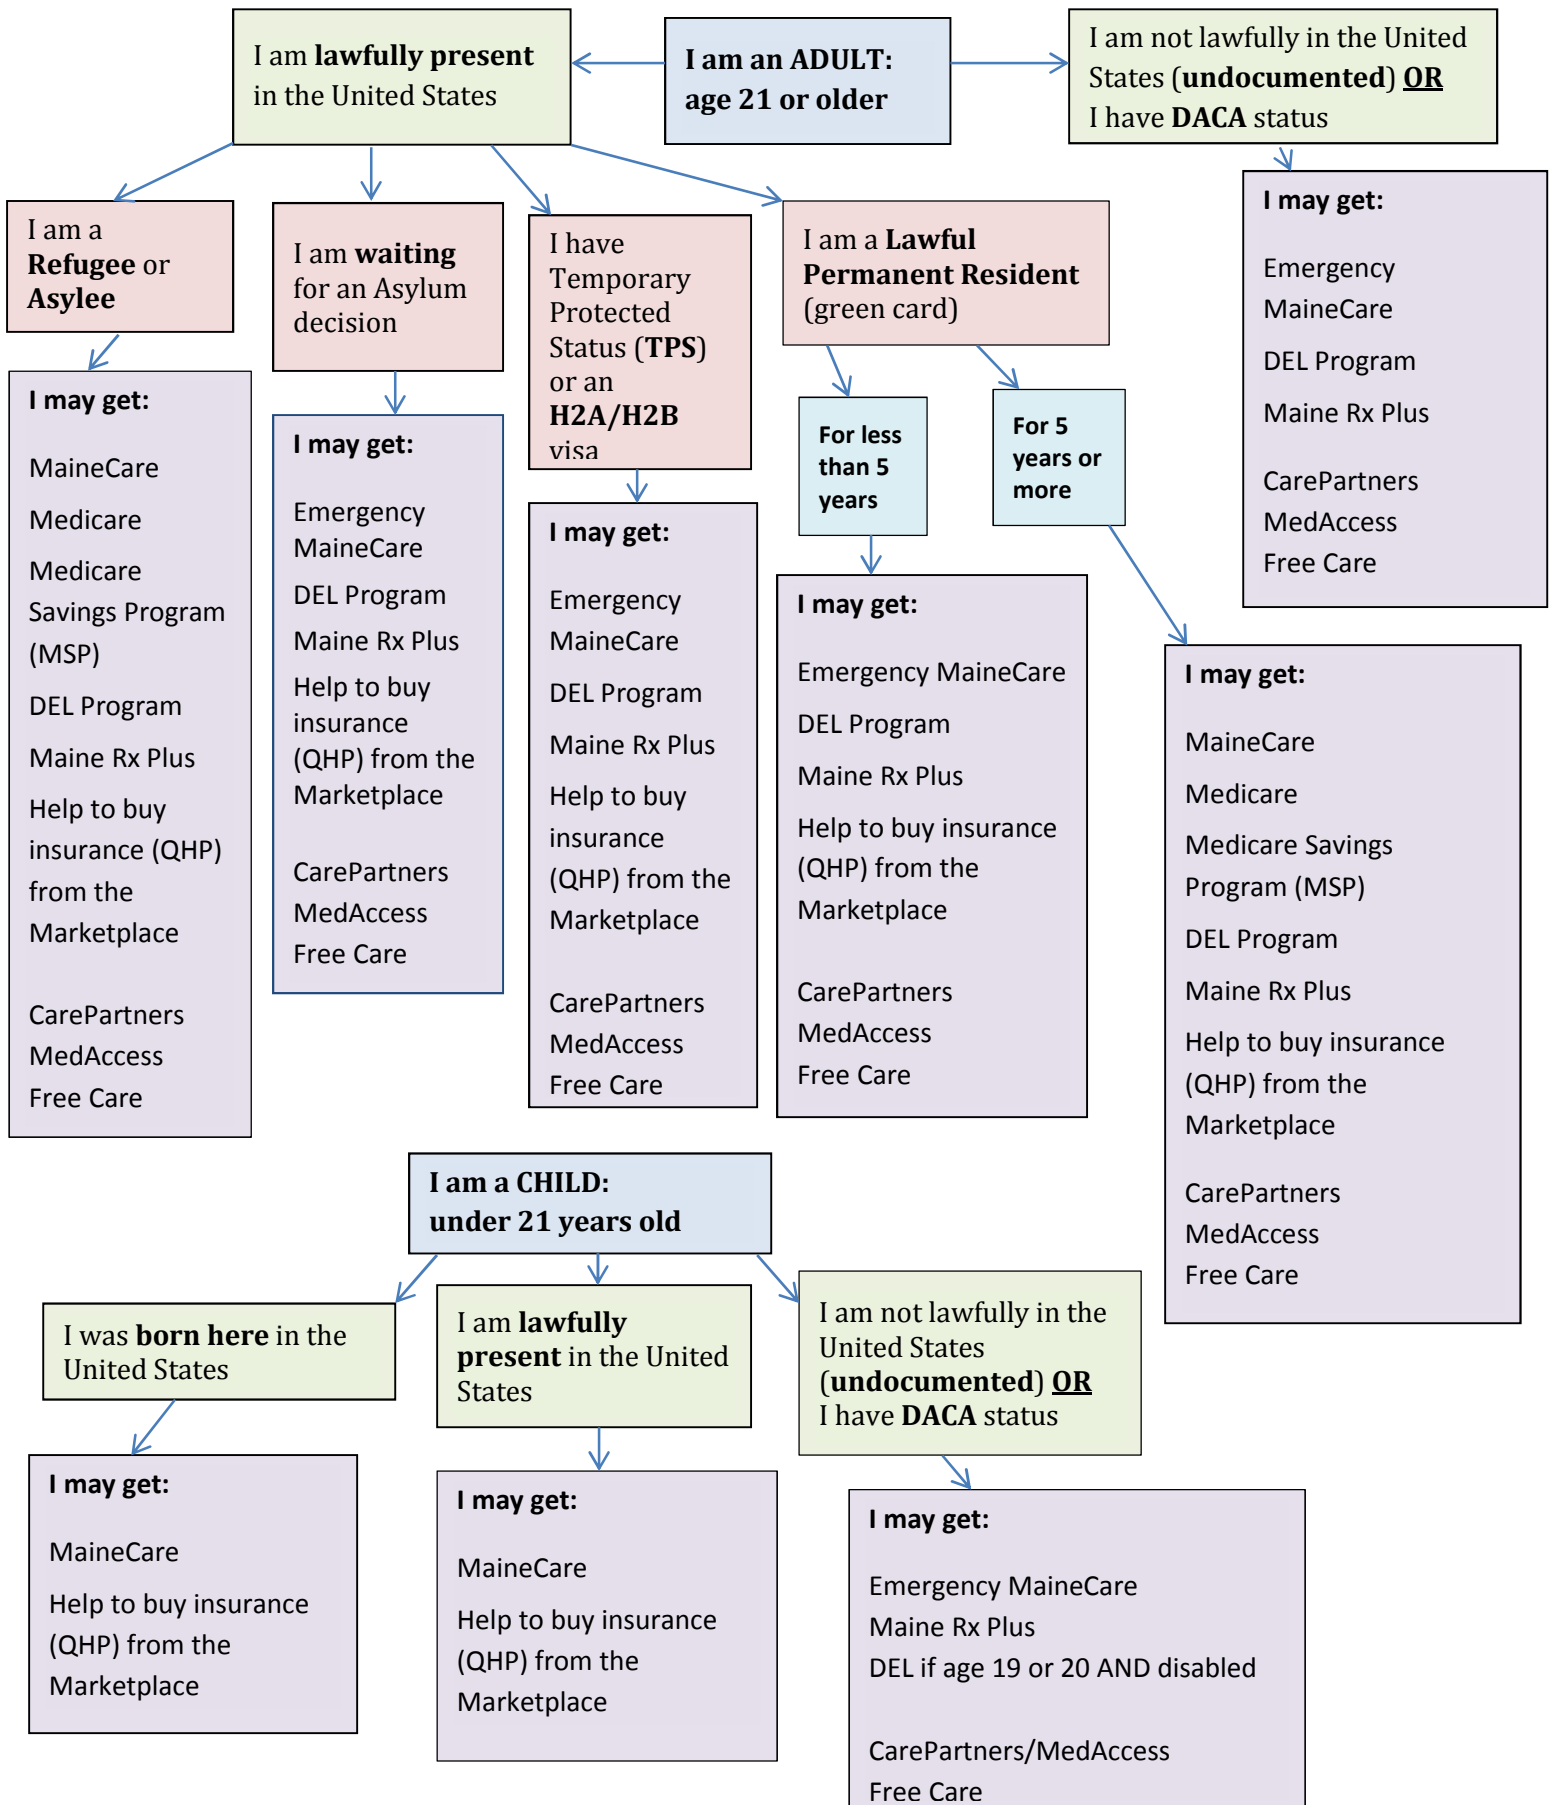 I am lawfully present
in the United States
I am an ADULT:
age 21 or older
I am not lawfully in the United
States (undocumented) OR
I have DACA status
I am a
Refugee or
Asylee
I am waiting
for an Asylum
decision
I have
Temporary
Protected
Status (TPS)
or an
H2A/H2B
visa
I am a Lawful
Permanent Resident
(green card)
I may get:
Emergency
MaineCare
DEL Program
Maine Rx Plus
CarePartners
MedAccess
Free Care
I may get:
MaineCare
Medicare
Medicare
Savings Program
(MSP)
DEL Program
Maine Rx Plus
Help to buy
insurance (QHP)
from the
Marketplace
CarePartners
MedAccess
Free Care
I may get:
Emergency
MaineCare
DEL Program
Maine Rx Plus
Help to buy
insurance
(QHP) from the
Marketplace
CarePartners
MedAccess
Free Care
I may get:
Emergency
MaineCare
DEL Program
Maine Rx Plus
Help to buy
insurance
(QHP) from the
Marketplace
CarePartners
MedAccess
Free Care
For less
than 5
years
For 5
years or
more
I may get:
Emergency MaineCare
DEL Program
Maine Rx Plus
Help to buy insurance
(QHP) from the
Marketplace
CarePartners
MedAccess
Free Care
I may get:
MaineCare
Medicare
Medicare Savings
Program (MSP)
DEL Program
Maine Rx Plus
Help to buy insurance
(QHP) from the
Marketplace
CarePartners
MedAccess
Free Care
I am a CHILD:
under 21 years old
I was born here in the
United States
I am lawfully
present in the United
States
I am not lawfully in the
United States
(undocumented) OR
I have DACA status
I may get:
MaineCare
Help to buy insurance
(QHP) from the
Marketplace
I may get:
MaineCare
Help to buy insurance
(QHP) from the
Marketplace
I may get:
Emergency MaineCare
Maine Rx Plus
DEL if age 19 or 20 AND disabled
CarePartners/MedAccess
Free Care